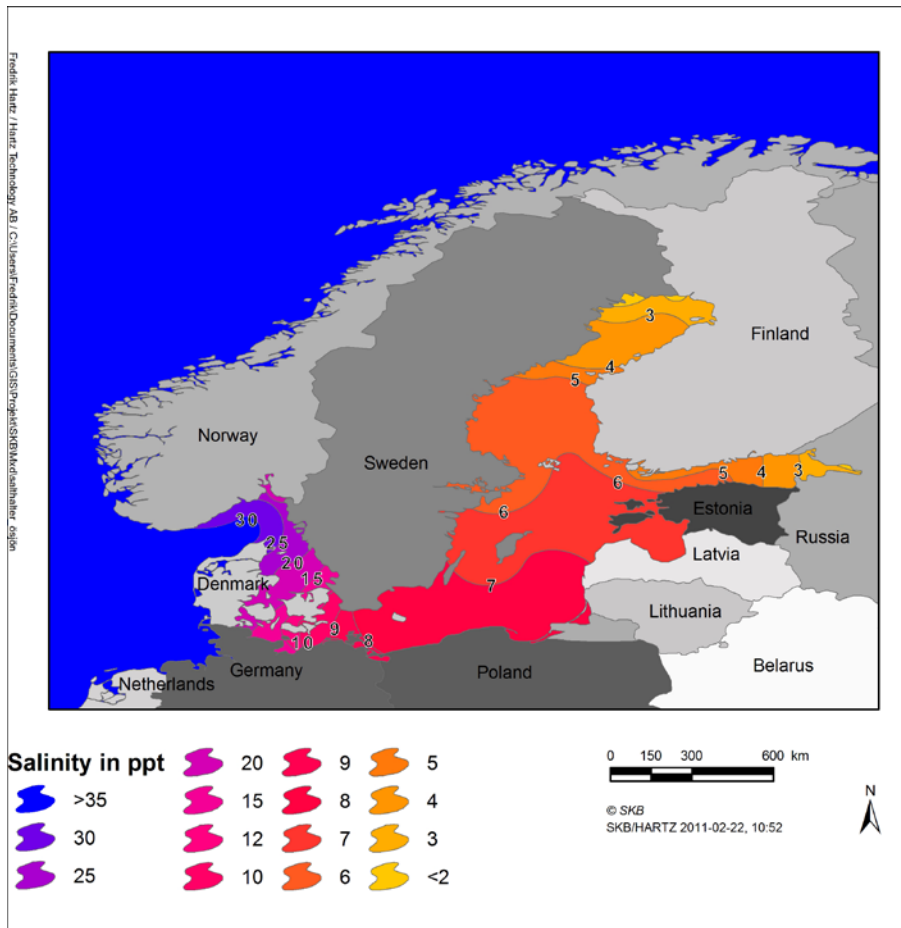 Fredrik Hartz / Hartz Technology AB / C:\Users\Fredrik\Documents\GIS\Projekt\SKB\Mxd\salthalter_ösjön
3
Finland
4
5
Norway
Sweden
6
6
5
4
3
30
Estonia
25
Russia
20
Latvia
Denmark
15
7
Lithuania
9
10
8
Belarus
Netherlands
Germany
Poland
Salinity in ppt
>35
30
25
20
15
12
10
9
8
7
6
5
4
3
<2
0 150 300 600 km
© SKB
SKB/HARTZ 2011-02-22, 10:52
N